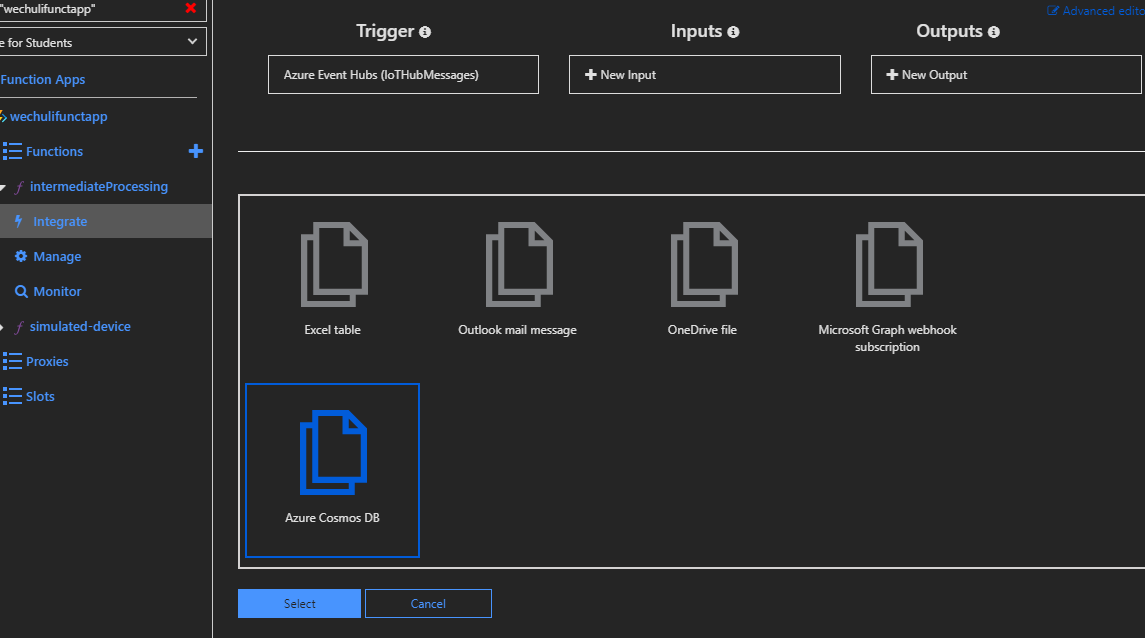 "wechulifunctapp"
e for Students
Function Apps
wechulifunctapp
Functions
intermediateProcessing
Integrate
Manage
Monitor
simulated-device
Proxies
Slots
Advanced edito
Trigger
Inputs
Outputs
Azure Event Hubs (IoTHubMessages)
New Input
New Output
Excel table
Outlook mail message
OneDrive file
Microsoft Graph webhook
subscription
Azure Cosmos DB
Select
Cancel